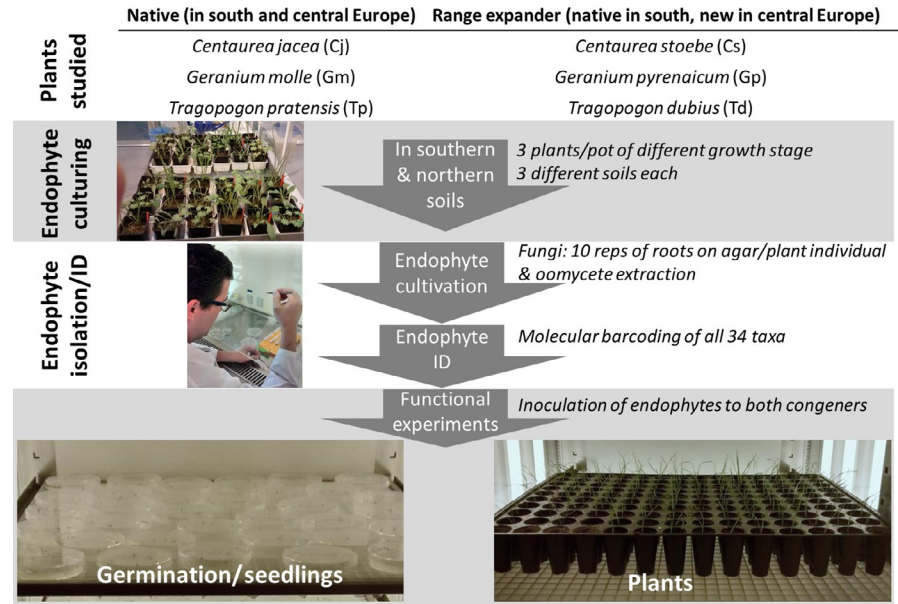 Native (in south and central Europe) Range expander (native in south, new in central Europe)
Plants studied
Centaurea jacea (Cj) Centaurea stoebe (Cs)
Geranium molle (Gm) Geranium pyrenaicum (Gp)
Tragopogon pratensis (Tp) Tragopogon dubius (Td)
Endophyte culturing
In southern
& northern
soils
3 plants/pot of different growth stage
3 different soils each
Endophyte isolation/ID
Endophyte
cultivation
Fungi: 10 reps of roots on agar/plant individual
& oomycete extraction
Endophyte
ID
Molecular barcoding of all 34 taxa
Functional
experiments
Inoculation of endophytes to both congeners
Germination/seedlings
Plants